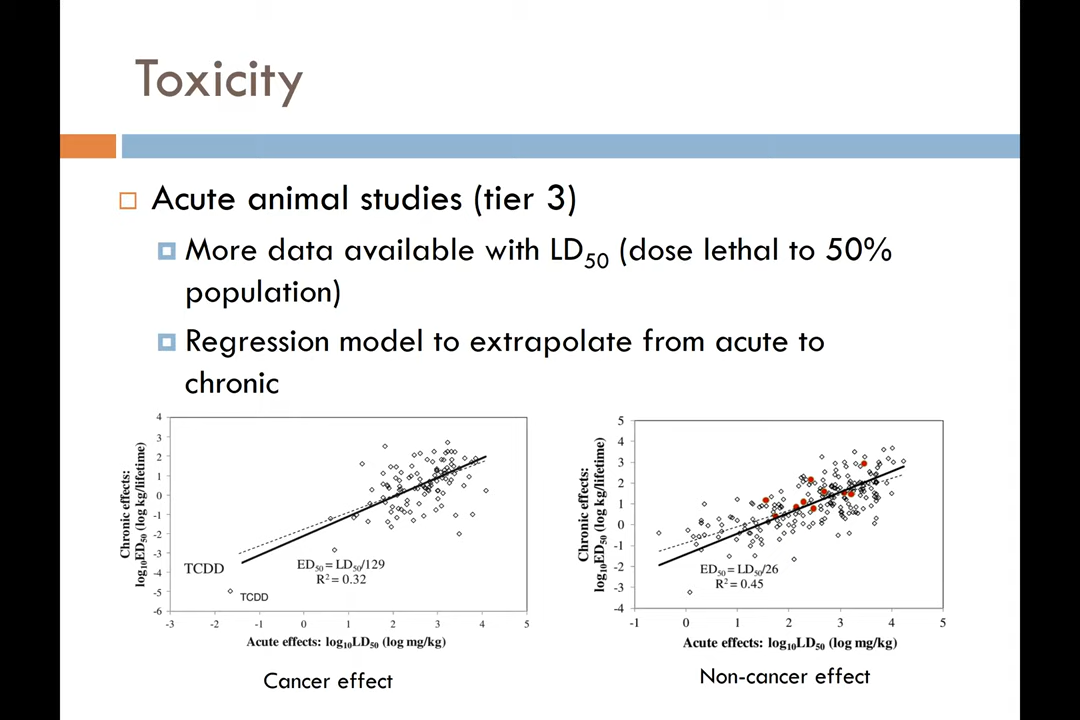 Toxicity
Acute animal studies (tier 3)
More data available with LD50 (dose lethal to 50%
population)
Regression model to extrapolate from acute to
chronic
4
3
2
1
0
-1
-2
-3
-4
-5
-6
Chronic effects:
log10ED50 (log kg/lifetime)
TCDD
TCDD
ED50 = LD50/129
R2 = 0.32
-3 -2 -1 0 1 2 3 4 5
Acute effects: log10LD50 (log mg/kg)
Cancer effect
5
4
3
2
1
0
-1
-2
-3
-4
Chronic effects:
log10ED50 (log kg/lifetime)
ED50 = LD50/26
R2 = 0.45
-1 0 1 2 3 4 5
Acute effects: log10LD50 (log mg/kg)
Non-cancer effect